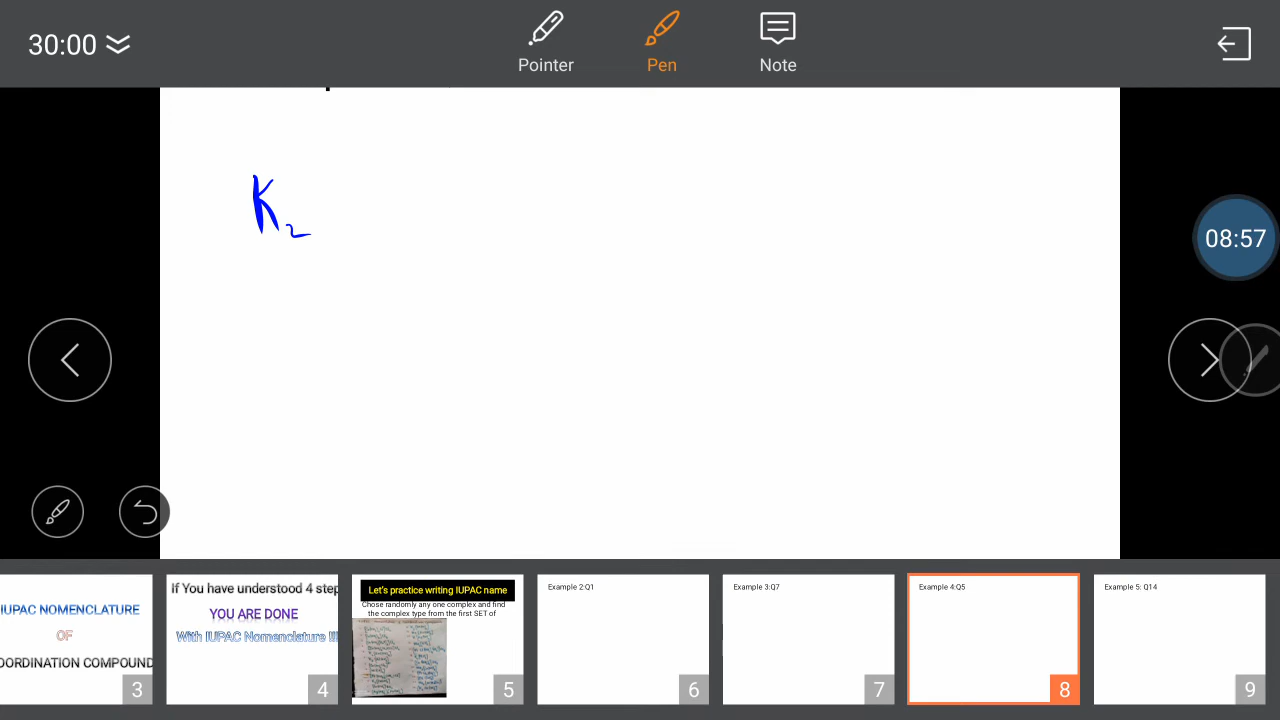 30:00
Pointer
Pen
Note
K₂
08:57
IUPAC NOMENCLATURE
OF
OORDINATION COMPOUND
3
if You have understood 4 step
YOU ARE DONE
With IUPAC Nomenclature !!!
4
Let's practice writing IUPAC name
Chose randomly any one complex and find
the complex type from the first SET of
5
Example 2:Q1
6
Example 3:Q7
7
Example 4:Q5
8
Example 5: Q14
9